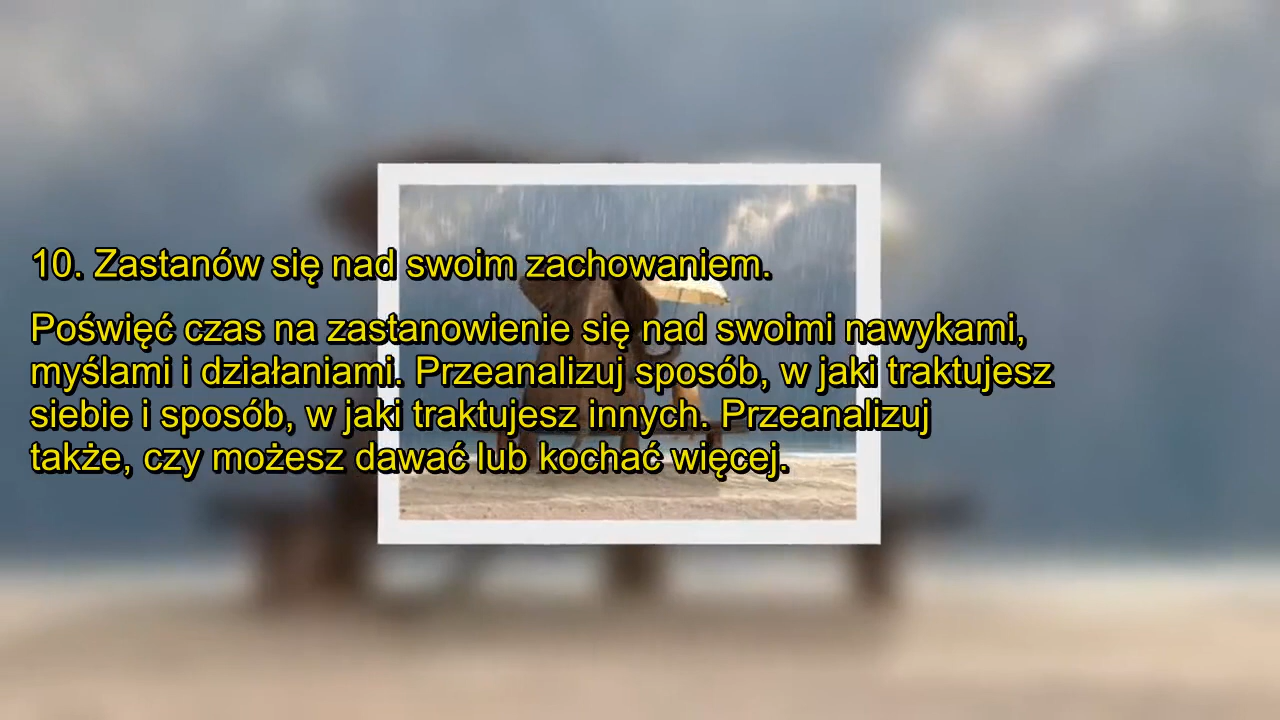 10. Zastanów się nad swoim zachowaniem.
Poświęć czas na zastanowienie się nad swoimi nawykami,
myślami i działaniami. Przeanalizuj sposób, w jaki traktujesz
siebie i sposób, w jaki traktujesz innych. Przeanalizuj
także, czy możesz dawać lub kochać więcej.